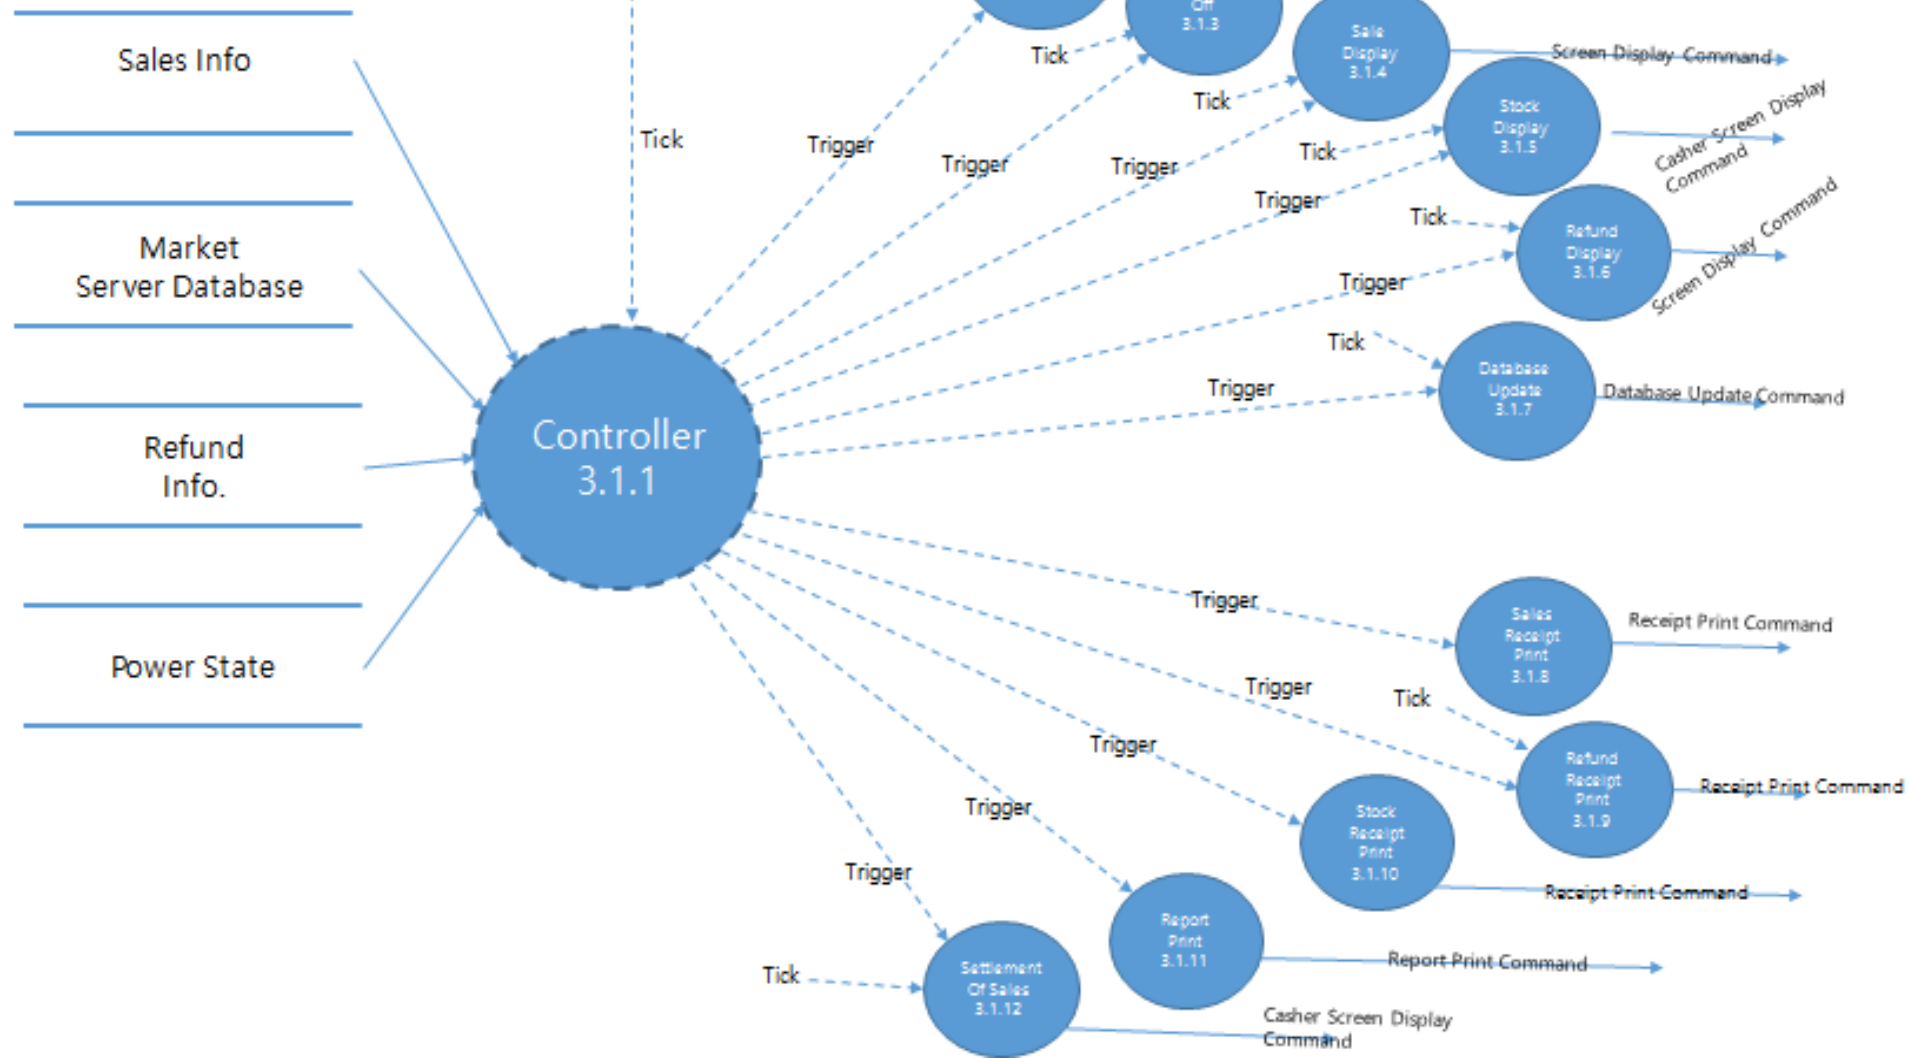 Off
3.1.3
Sale
Display
3.1.4
Screen Display Command
Sales Info
Tick
Tick
Tick
Stock
Display
3.1.5
Casher Screen Display
Command
Trigger
Trigger
Trigger
Tick
Trigger
Tick
Refund
Display
3.1.6
Screen Display Command
Market
Server Database
Trigger
Tick
Database
Update
3.1.7
Database Update Command
Trigger
Controller
3.1.1
Refund
Info.
Trigger
Sales
Receipt
Print
3.1.8
Receipt Print Command
Power State
Trigger
Tick
Trigger
Refund
Receipt
Print
3.1.9
Receipt Print Command
Trigger
Stock
Receipt
Print
3.1.10
Receipt Print Command
Trigger
Report
Print
3.1.11
Report Print Command
Tick
Settlement
Of Sales
3.1.12
Casher Screen Display
Command